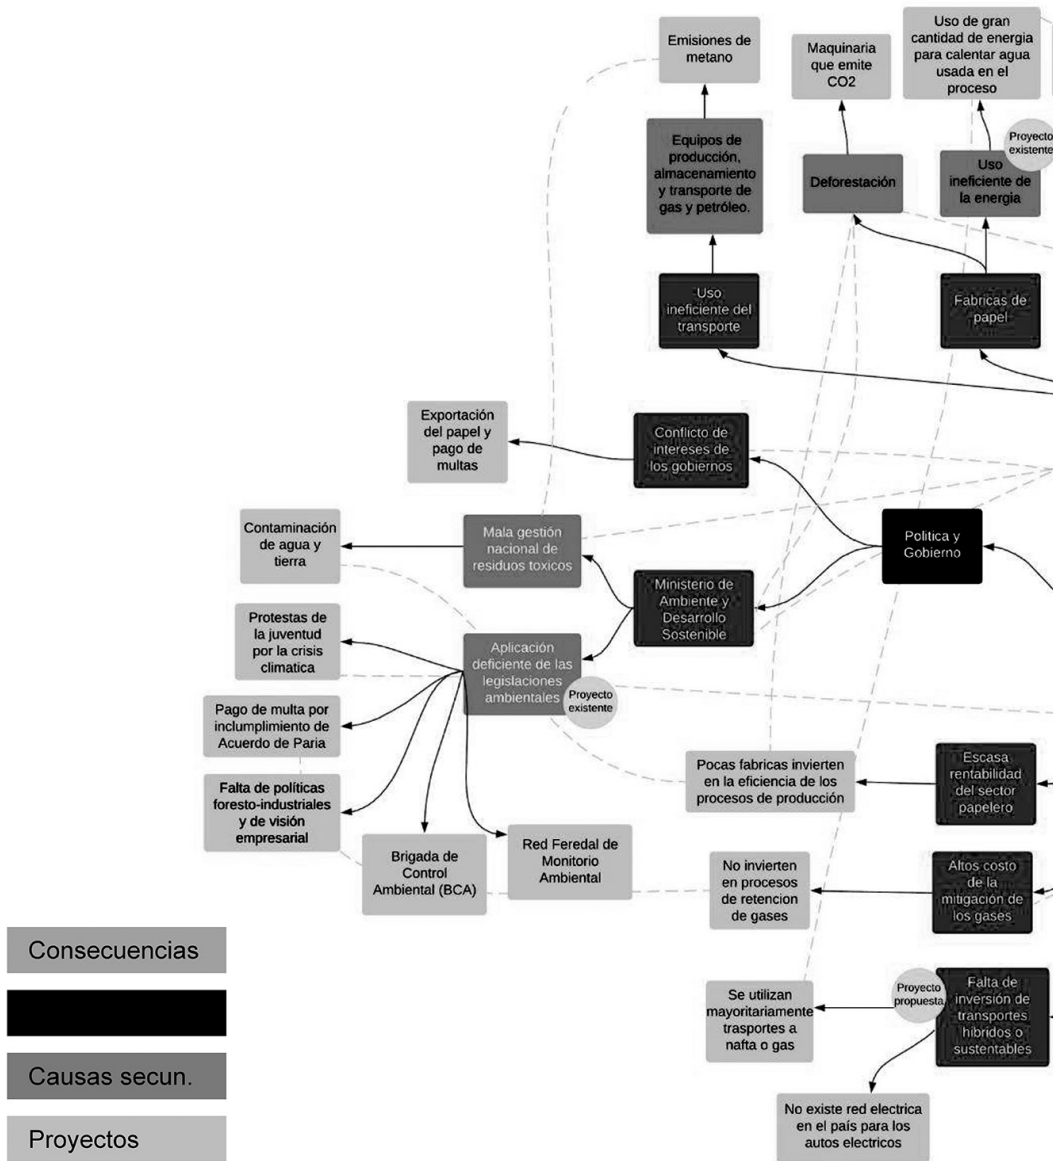 Emisiones de
metano
Maquinaria
que emite
CO2
Uso de gran
cantidad de energia
para calentar agua
usada en el
proceso
Equipos de
producción,
almacenamiento
y transporte de
gas y petróleo.
Deforestación
Proyecto
existente
Uso
ineficiente de
la energia
Uso
ineficiente del
transporte
Fabricas de
papel
Exportación
del papel y
pago de
multas
Conflicto de
intereses de
los gobiernos
Contaminación
de agua y
tierra
Mala gestión
nacional de
residuos toxicos
Politica y
Gobierno
Ministerio de
Ambiente y
Desarrollo
Sostenible
Protestas de
la juventud
por la crisis
climatica
Aplicación
deficiente de las
legislaciones
ambientales
Proyecto
existente
Pago de multa por
inclumplimiento de
Acuerdo de Paria
Pocas fabricas invierten
en la eficiencia de los
procesos de producción
Escasa
rentabilidad
del sector
papelero
Falta de políticas
foresto-industriales
y de visión
empresarial
Brigada de
Control
Ambiental (BCA)
Red Feredal de
Monitorio
Ambiental
No invierten
en procesos
de retencion
de gases
Altos costo
de la
mitigación de
los gases
Consecuencias
Causas secun.
Proyectos
Se utilizan
mayoritariamente
trasportes a
nafta o gas
Proyecto
propuesta
Falta de
inversión de
transportes
hibridos o
sustentables
No existe red electrica
en el país para los
autos electricos